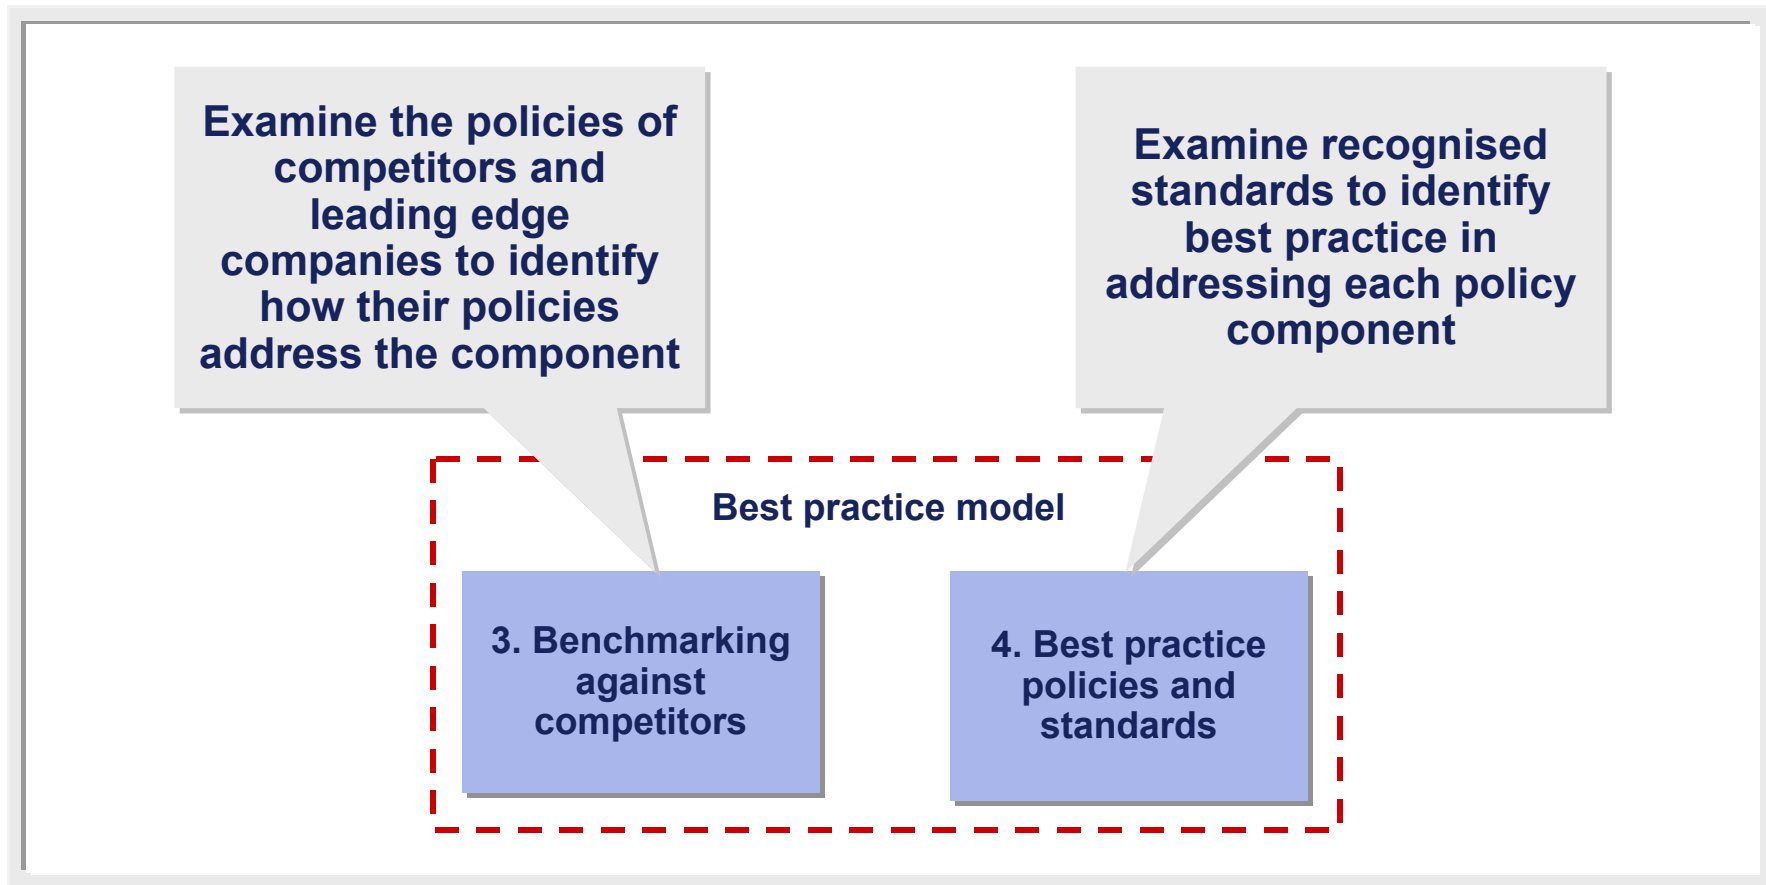 Examine the policies of
competitors and
leading edge
companies to identify
how their policies
address the component
Examine recognised
standards to identify
best practice in
addressing each policy
component
Best practice model
3. Benchmarking
against
competitors
4. Best practice
policies and
standards